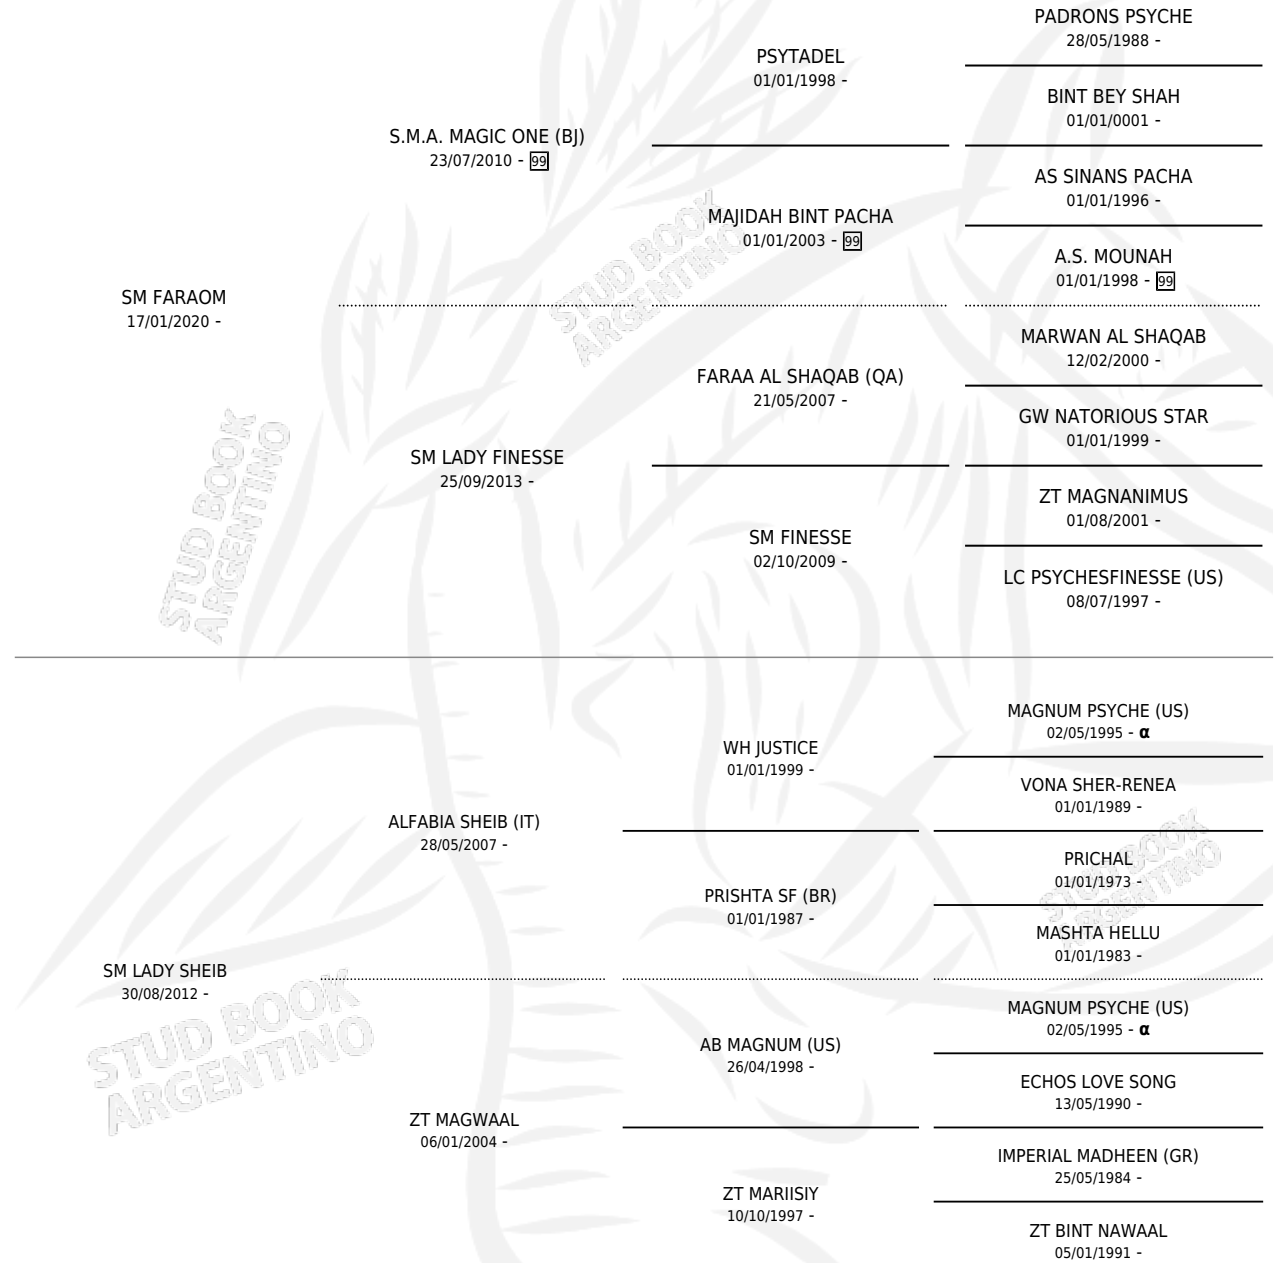 PADRONS PSYCHE
28/05/1988 -
PSYTADEL
01/01/1998 -
BINT BEY SHAH
01/01/0001 -
S.M.A. MAGIC ONE (BJ)
23/07/2010 - 99
AS SINANS PACHA
01/01/1996 -
MAJIDAH BINT PACHA
01/01/2003 - 99
A.S. MOUNAH
01/01/1998 - 99
SM FARAOM
17/01/2020 -
MARWAN AL SHAQAB
12/02/2000 -
FARAA AL SHAQAB (QA)
21/05/2007 -
GW NATORIOUS STAR
01/01/1999 -
SM LADY FINESSE
25/09/2013 -
ZT MAGNANIMUS
01/08/2001 -
SM FINESSE
02/10/2009 -
LC PSYCHESFINESSE (US)
08/07/1997 -
STUD BOOK
ARGENTINO
STUD BOOK
ARGENTINO
MAGNUM PSYCHE (US)
02/05/1995 - α
WH JUSTICE
01/01/1999 -
VONA SHER-RENEA
01/01/1989 -
ALFABIA SHEIB (IT)
28/05/2007 -
PRICHAL
01/01/1973 -
PRISHTA SF (BR)
01/01/1987 -
MASHTA HELLU
01/01/1983 -
SM LADY SHEIB
30/08/2012 -
MAGNUM PSYCHE (US)
02/05/1995 - α
AB MAGNUM (US)
26/04/1998 -
ECHOS LOVE SONG
13/05/1990 -
ZT MAGWAAL
06/01/2004 -
IMPERIAL MADHEEN (GR)
25/05/1984 -
ZT MARIISIY
10/10/1997 -
ZT BINT NAWAAL
05/01/1991 -
STUD BOOK
ARGENTINO
STUD BOOK
ARGENTINO